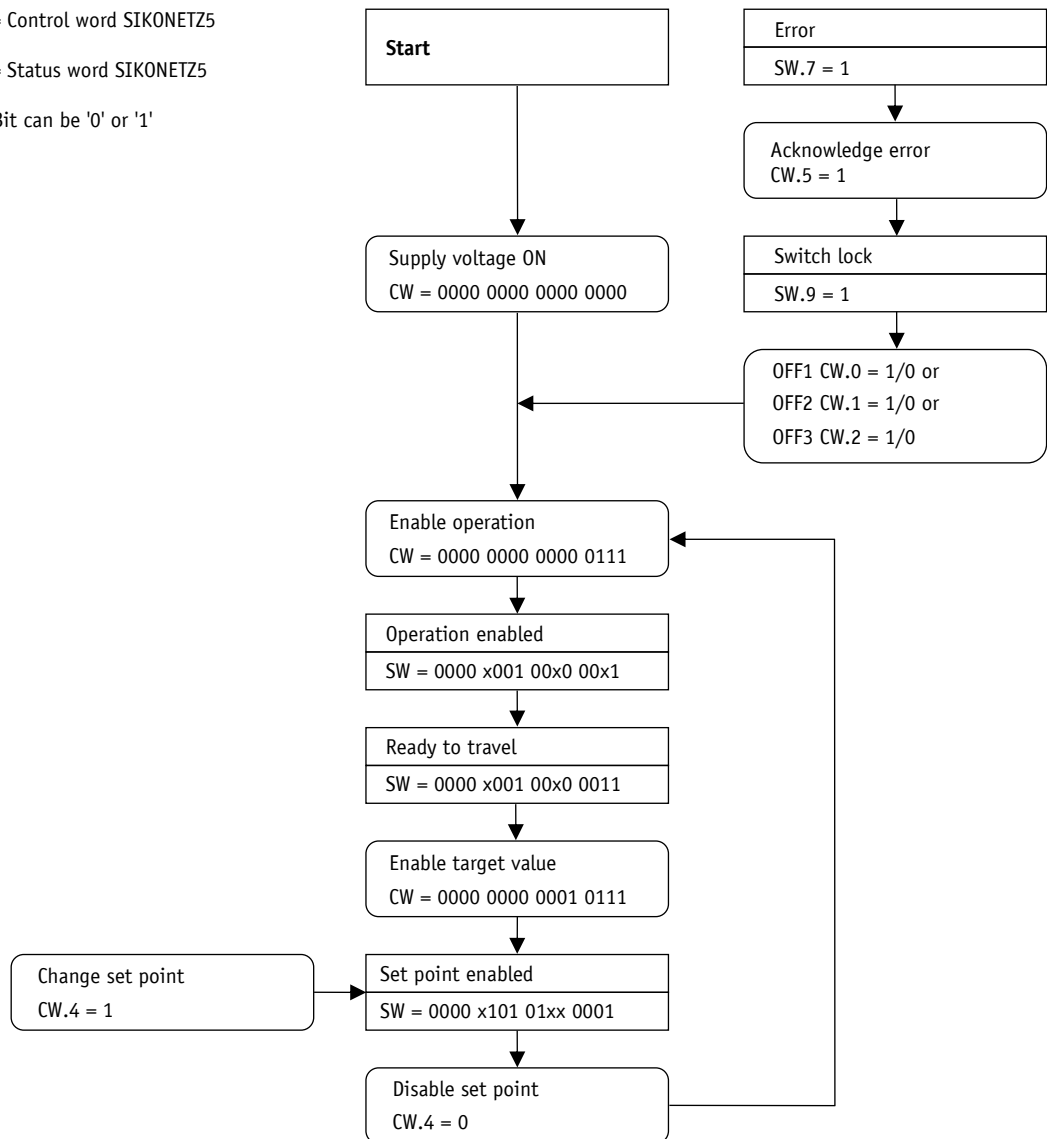 = Control word SIKONETZ5
= Status word SIKONETZ5
Bit can be '0' or '1'
Start
Supply voltage ON
CW = 0000 0000 0000 0000
Error
SW.7 = 1
Acknowledge error
CW.5 = 1
Switch lock
SW.9 = 1
OFF1 CW.0 = 1/0 or
OFF2 CW.1 = 1/0 or
OFF3 CW.2 = 1/0
Enable operation
CW = 0000 0000 0000 0111
Operation enabled
SW = 0000 x001 00x0 00x1
Ready to travel
SW = 0000 x001 00x0 0011
Enable target value
CW = 0000 0000 0001 0111
Change set point
CW.4 = 1
Set point enabled
SW = 0000 x101 01xx 0001
Disable set point
CW.4 = 0